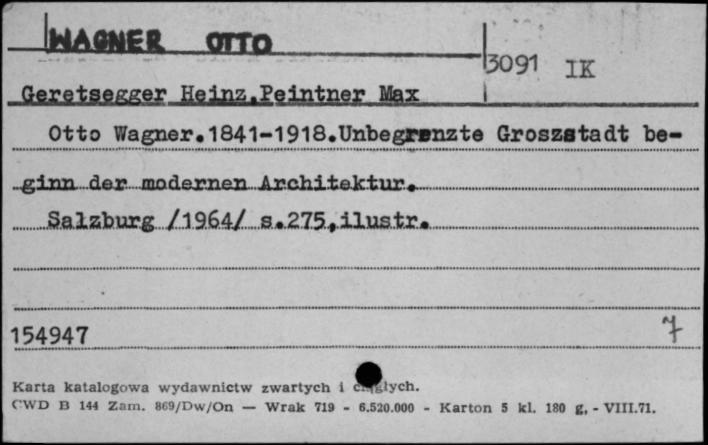 WAGNER OTTO
3091 IK
Geretsegger Heinz,Peintner Max
Otto Wagner.1841-1918.Unbegrenzte Groszstadt be-
ginn der modernen Architektur.
Salzburg /1964/ s.275,ilustr.
154947 7
Karta katalogowa wydawnictw zwartych i ciągłych.
CWD B 144 Zam. 869/Dw/On — Wrak 719 - 6.520.000 - Karton 5 kl. 180 g. - VIII.71.